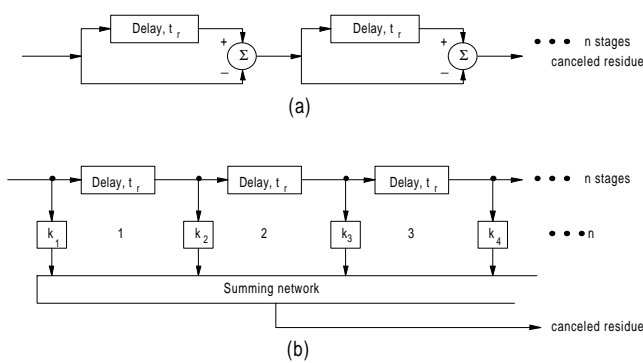 Delay, t r
Delay, t r
+
Σ
−
+
Σ
−
• • • n stages
canceled residue
(a)
Delay, t r
Delay, t r
Delay, t r
• • • n stages
k 1
1
k 2
2
k 3
3
k 4
• • • n
Summing network
canceled residue
(b)